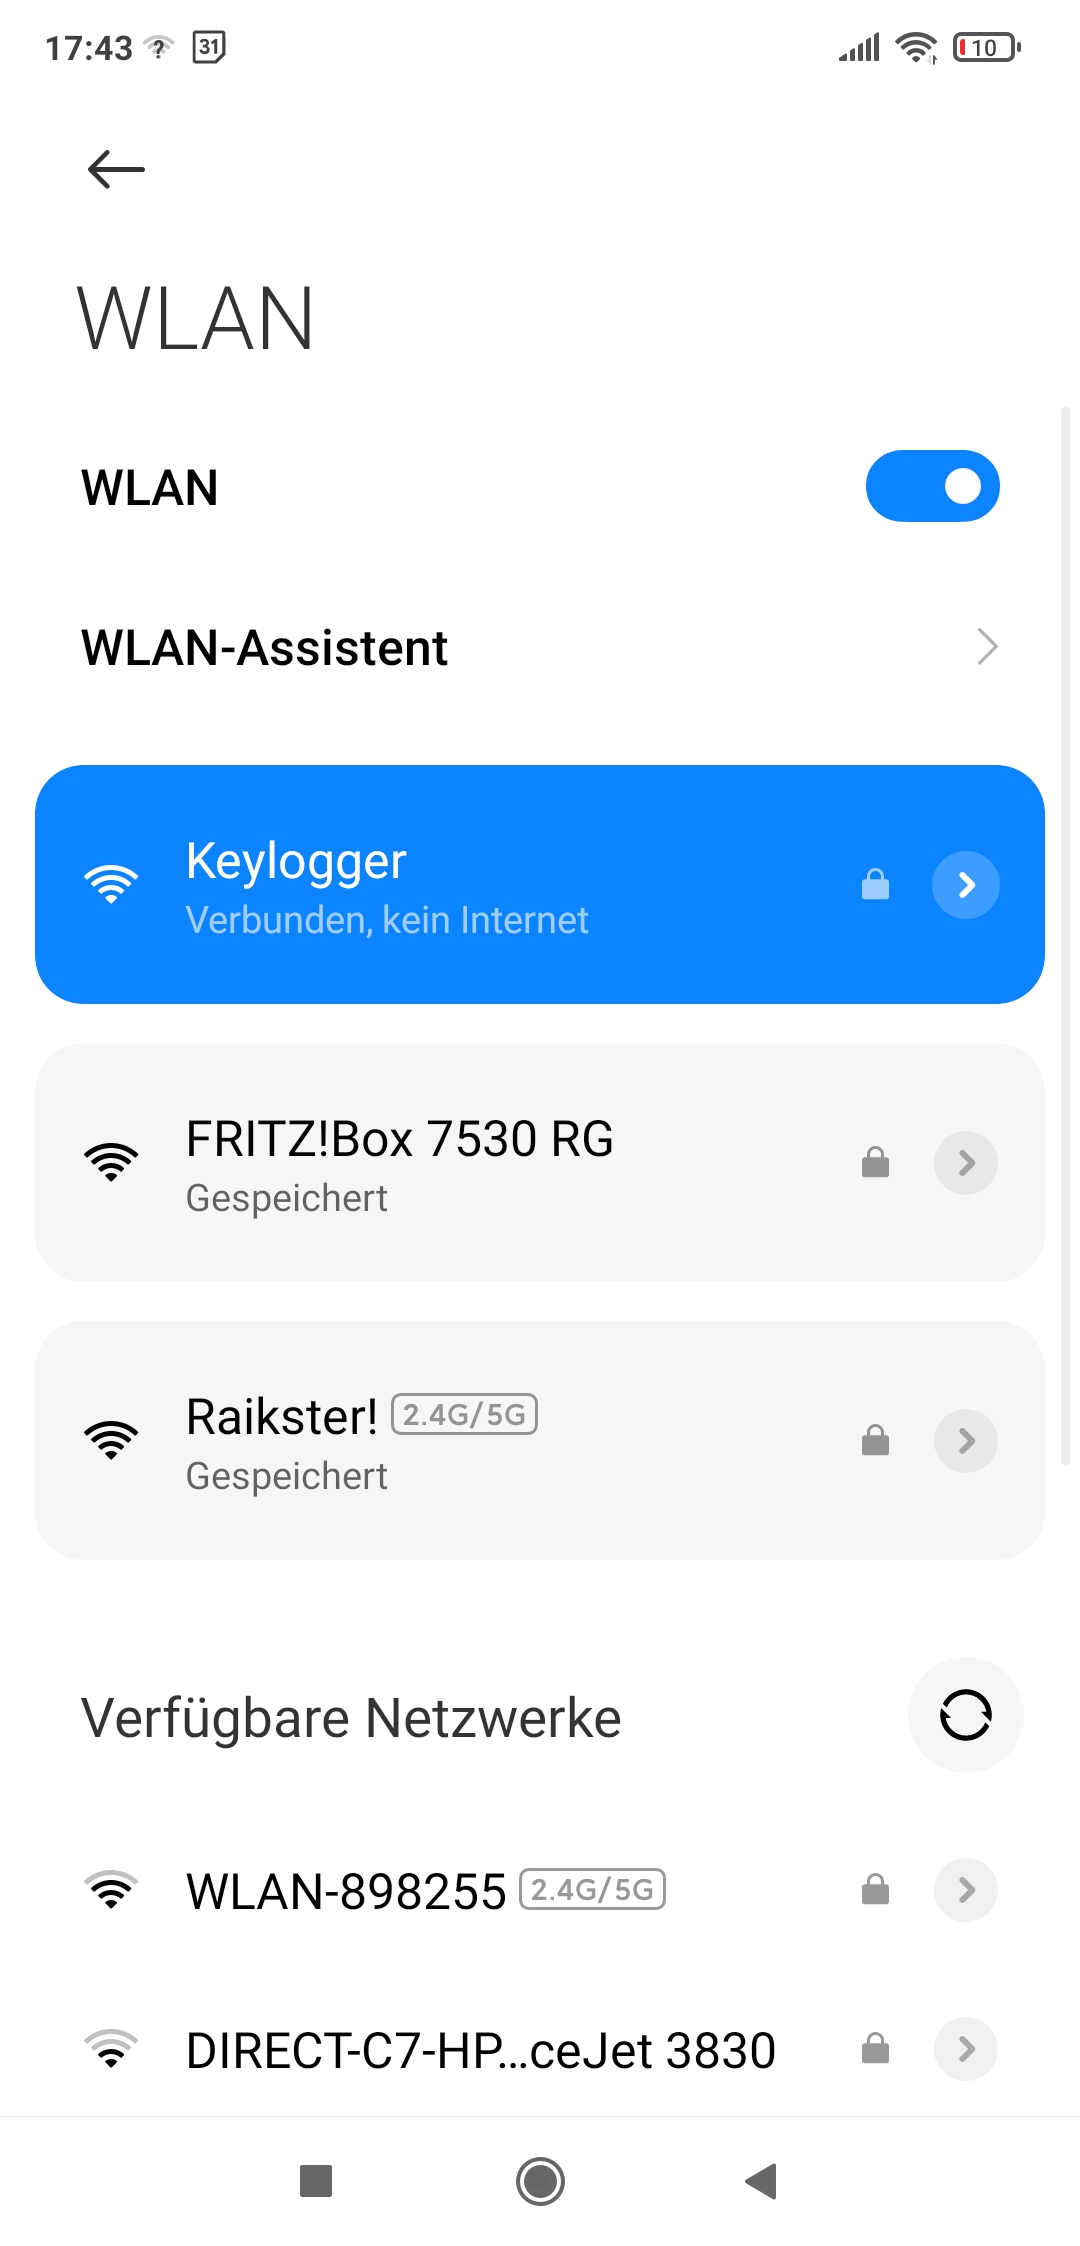 17:43 31 10
WLAN
WLAN
WLAN-Assistent
Keylogger
Verbunden, kein Internet
FRITZ!Box 7530 RG
Gespeichert
Raikster! 2.4G/5G
Gespeichert
Verfügbare Netzwerke
WLAN-898255 2.4G/5G
DIRECT-C7-HP...ceJet 3830